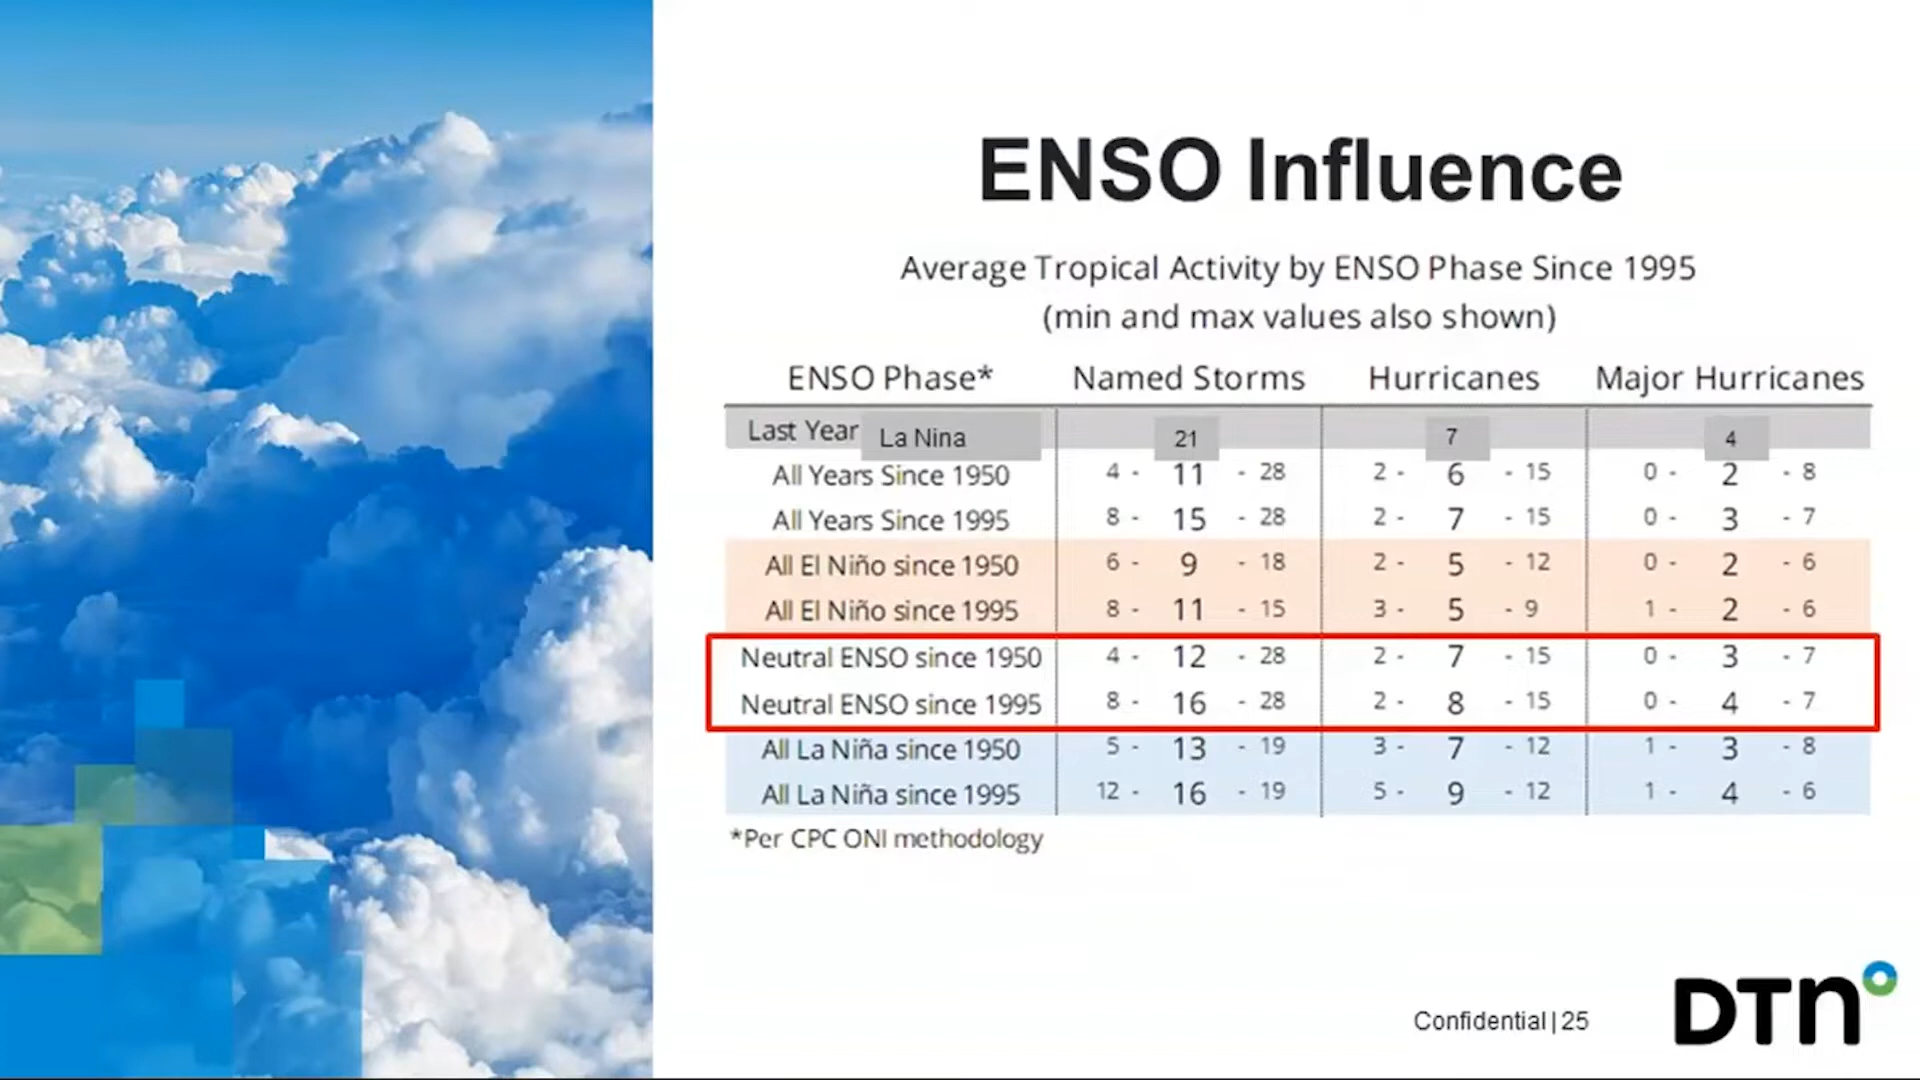 ENSO Influence
Average Tropical Activity by ENSO Phase Since 1995
(min and max values also shown)
ENSO Phase* Named Storms Hurricanes Major Hurricanes
Last Year La Nina 21 7 4
All Years Since 1950 4 - 11 - 28 2 - 6 - 15 0 - 2 - 8
All Years Since 1995 8 - 15 - 28 2 - 7 - 15 0 - 3 - 7
All El Niño since 1950 6 - 9 - 18 2 - 5 - 12 0 - 2 - 6
All El Niño since 1995 8 - 11 - 15 3 - 5 - 9 1 - 2 - 6
Neutral ENSO since 1950 4 - 12 - 28 2 - 7 - 15 0 - 3 - 7
Neutral ENSO since 1995 8 - 16 - 28 2 - 8 - 15 0 - 4 - 7
All La Niña since 1950 5 - 13 - 19 3 - 7 - 12 1 - 3 - 8
All La Niña since 1995 12 - 16 - 19 5 - 9 - 12 1 - 4 - 6
*Per CPC ONI methodology
Confidential | 25
DTN